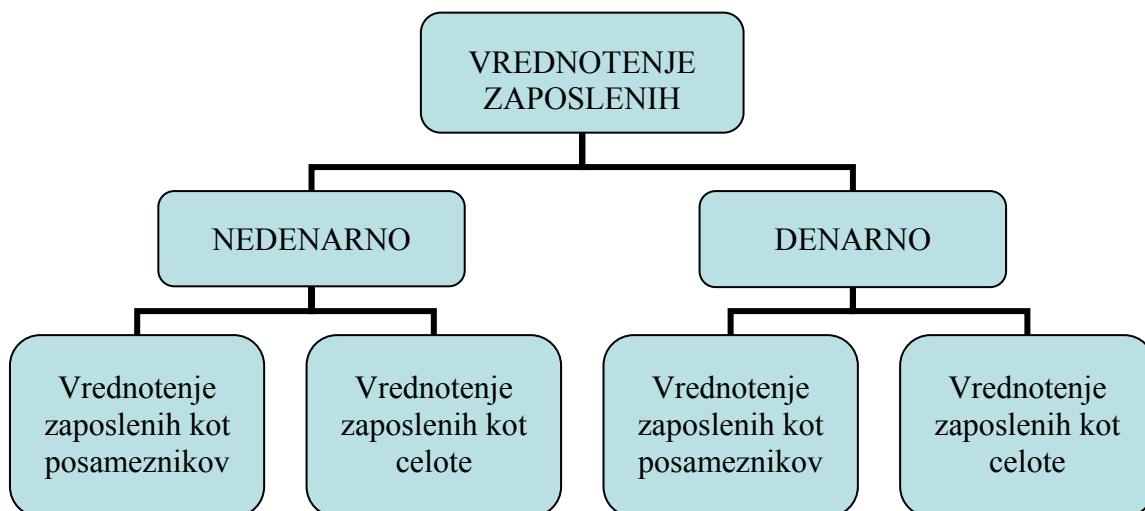 VREDNOTENJE
ZAPOSLENIH
NEDENARNO
DENARNO
Vrednotenje
zaposlenih kot
posameznikov
Vrednotenje
zaposlenih kot
celote
Vrednotenje
zaposlenih kot
posameznikov
Vrednotenje
zaposlenih kot
celote